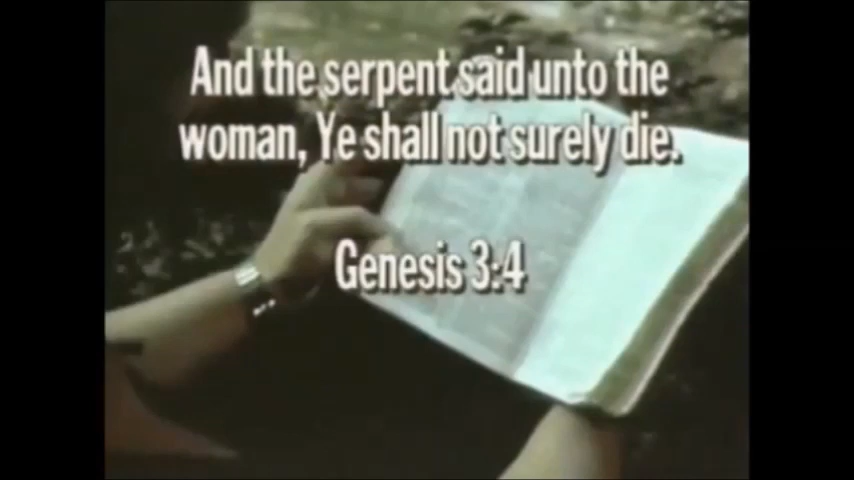 And the serpent said unto the
woman, Ye shall not surely die.
Genesis 3:4